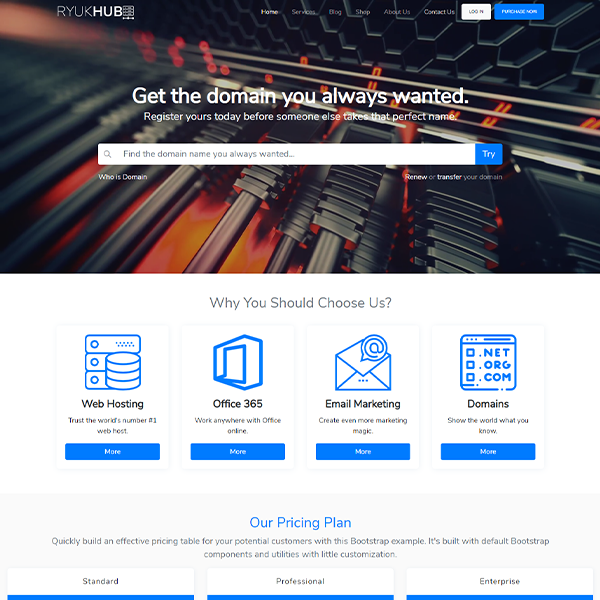 RYUKHUB
Home Services Blog Shop About Us Contact Us LOG IN PURCHASE NOW
Get the domain you always wanted.
Register yours today before someone else takes that perfect name.
Find the domain name you always wanted... Try
Who is Domain Renew or transfer your domain
Why You Should Choose Us?
.NET
.ORG
.COM
Web Hosting Office 365 Email Marketing Domains
Trust the world's number #1 Work anywhere with Office Create even more marketing Show the world what you
web host. online. magic. know.
More More More More
Our Pricing Plan
Quickly build an effective pricing table for your potential customers with this Bootstrap example. It's built with default Bootstrap
components and utilities with little customization.
Standard Professional Enterprise